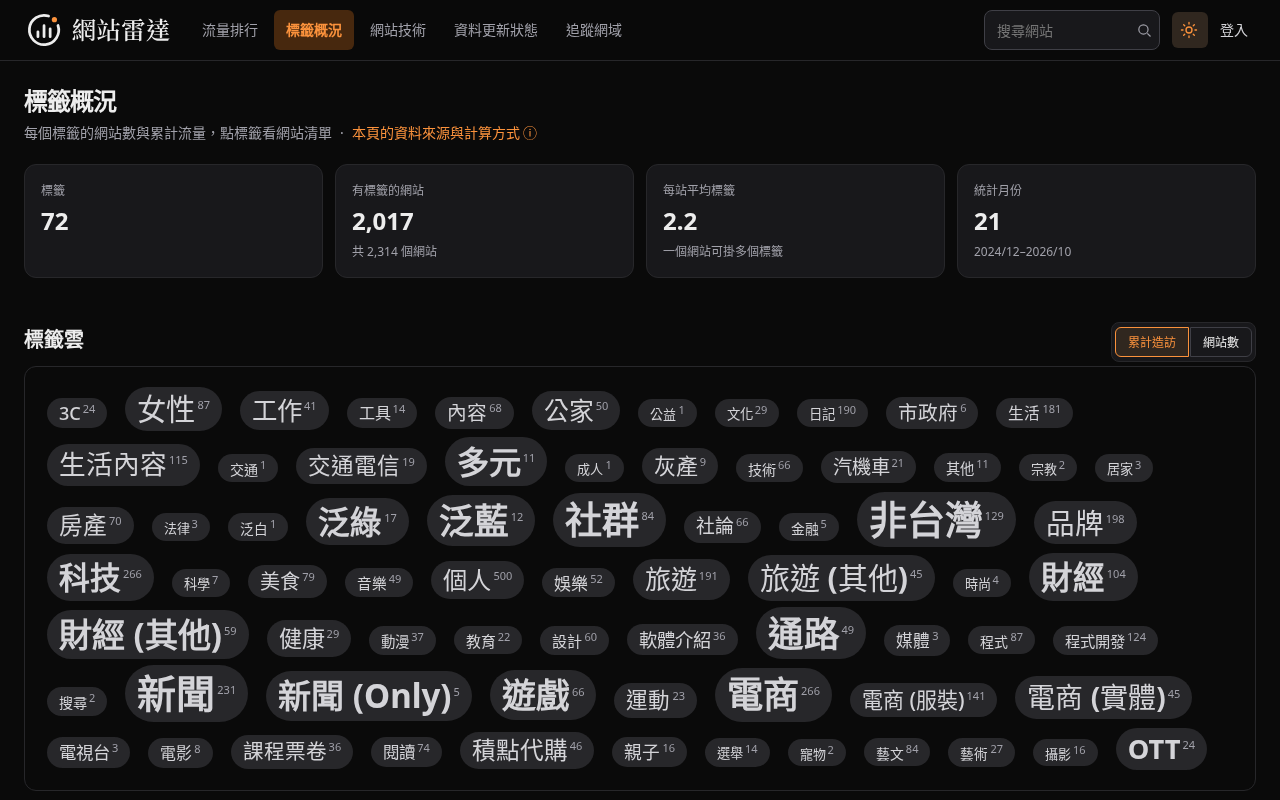 網站雷達 流量排行 標籤概況 網站技術 資料更新狀態 追蹤網域 搜尋網站 登入
標籤概況
每個標籤的網站數與累計流量，點標籤看網站清單 · 本頁的資料來源與計算方式 ⓘ
標籤 有標籤的網站 每站平均標籤 統計月份
72 2,017 2.2 21
共 2,314 個網站 一個網站可掛多個標籤 2024/12–2026/10
標籤雲 累計造訪 網站數
3C 24 女性 87 工作 41 工具 14 內容 68 公家 50 公益 1 文化 29 日記 190 市政府 6 生活 181
生活內容 115 交通 1 交通電信 19 多元 11 成人 1 灰產 9 技術 66 汽機車 21 其他 11 宗教 2 居家 3
房產 70 法律 3 泛白 1 泛綠 17 泛藍 12 社群 84 社論 66 金融 5 非台灣 129 品牌 198
科技 266 科學 7 美食 79 音樂 49 個人 500 娛樂 52 旅遊 191 旅遊 (其他) 45 時尚 4 財經 104
財經 (其他) 59 健康 29 動漫 37 教育 22 設計 60 軟體介紹 36 通路 49 媒體 3 程式 87 程式開發 124
搜尋 2 新聞 231 新聞 (Only) 5 遊戲 66 運動 23 電商 266 電商 (服裝) 141 電商 (實體) 45
電視台 3 電影 8 課程票卷 36 閱讀 74 積點代購 46 親子 16 選舉 14 寵物 2 藝文 84 藝術 27 攝影 16 OTT 24